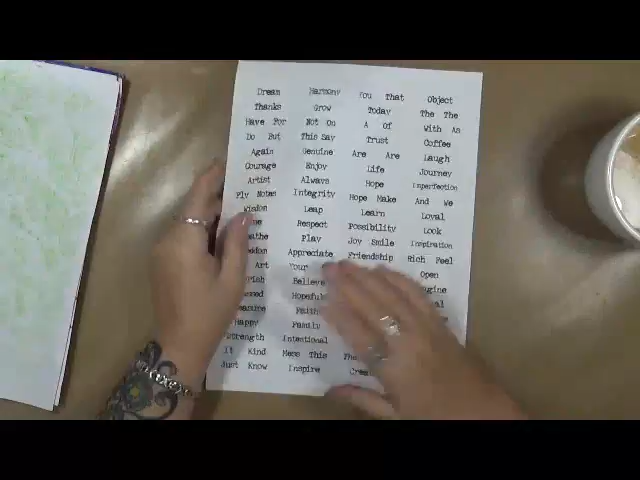 Dream Harmony You That Object
Thanks Grow Today The The
Have For Not On A Of With As
Do But This Say Trust Coffee
Again Genuine Are Are Laugh
Courage Enjoy Life Journey
Artist Always Hope Imperfection
Fly Notes Integrity Hope Make And We
Wisdom Leap Learn Loyal
Respect Possibility Look
Play Joy Smile Inspiration
Appreciate Friendship Rich Feel
Art Your Open
Believe
Hopeful
Faith
Happy Family
Strength Intentional
It Kind Mess This
Just Know Inspire